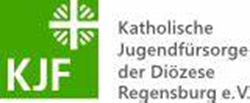 KJF
Katholische
Jugendfürsorge
der Diözese
Regensburg e.V.